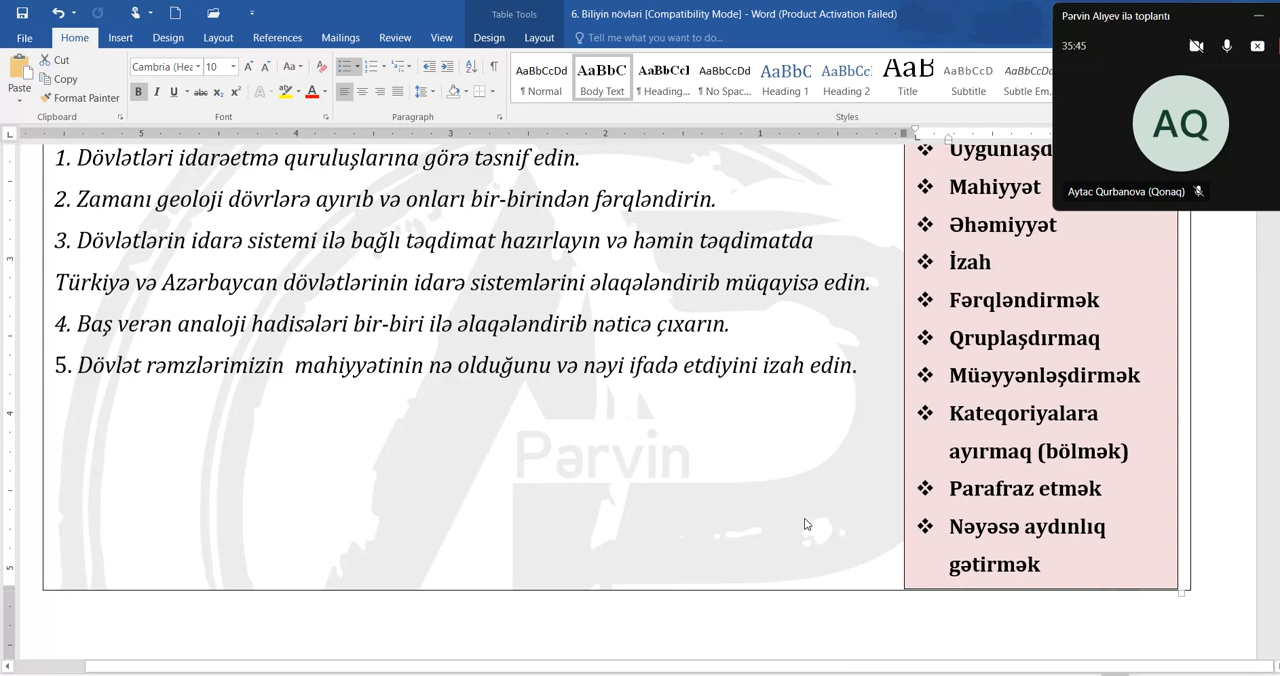 6. Biliyin növləri [Compatibility Mode] - Word (Product Activation Failed)
Table Tools
File
Home
Insert
Design
Layout
References
Mailings
Review
View
Design
Layout
Tell me what you want to do...
Paste
Cut
Copy
Format Painter
Clipboard
Cambria (Hea
10
Font
Paragraph
AaBbCcDd
¶ Normal
AaBbC
Body Text
AaBbCcI
¶ Heading...
AaBbCcDd
¶ No Spac...
AaBbC
Heading 1
AaBbCc
Heading 2
AaB
Title
AaBbCcD
Subtitle
AaBbCcD
Subtle Em...
Styles
Pərvin Alıyev ilə toplantı
35:45
AQ
Aytac Qurbanova (Qonaq)
1. Dövlətləri idarəetmə quruluşlarına görə təsnif edin.
2. Zamanı geoloji dövrlərə ayırıb və onları bir-birindən fərqləndirin.
3. Dövlətlərin idarə sistemi ilə bağlı təqdimat hazırlayın və həmin təqdimatda
Türkiyə və Azərbaycan dövlətlərinin idarə sistemlərini əlaqələndirib müqayisə edin.
4. Baş verən analoji hadisələri bir-biri ilə əlaqələndirib nəticə çıxarın.
5. Dövlət rəmzlərimizin mahiyyətinin nə olduğunu və nəyi ifadə etdiyini izah edin.
Pərvin
Uyğunlaşd
Mahiyyət
Əhəmiyyət
İzah
Fərqləndirmək
Qruplaşdırmaq
Müəyyənləşdirmək
Kateqoriyalara
ayırmaq (bölmək)
Parafraz etmək
Nəyəsə aydınlıq
gətirmək